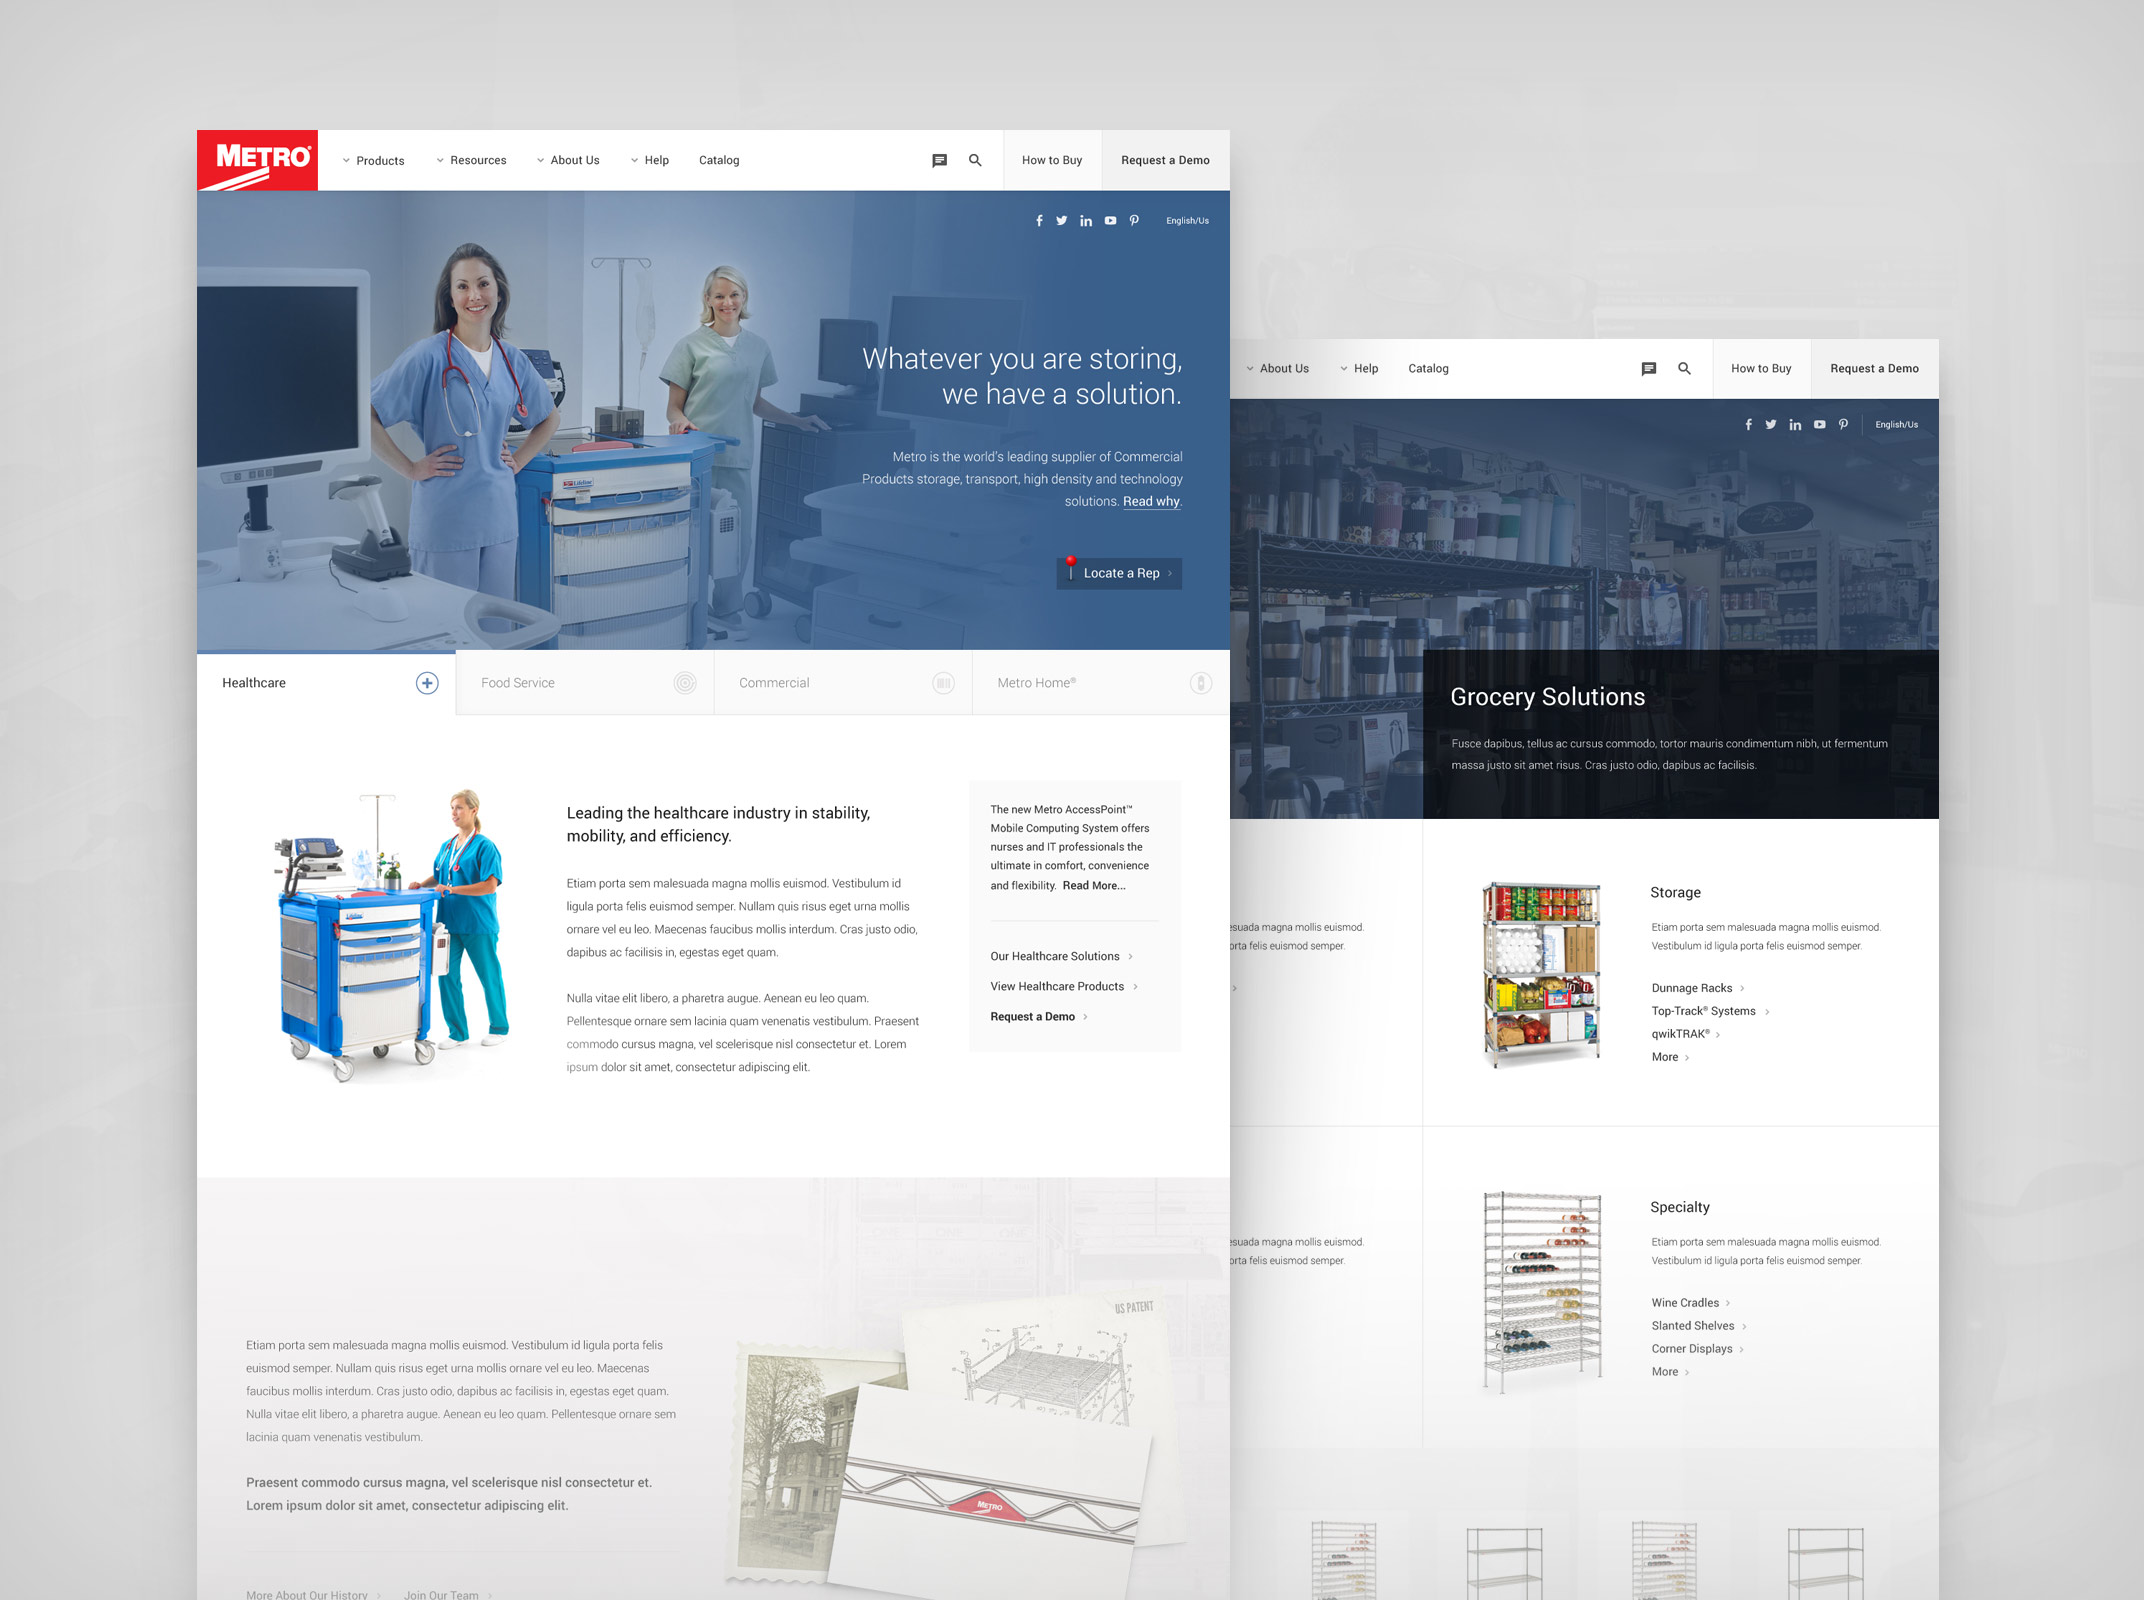 METRO®
Products
Resources
About Us
Help
Catalog
How to Buy
Request a Demo
English/Us
Whatever you are storing,
we have a solution.
Metro is the world's leading supplier of Commercial
Products storage, transport, high density and technology
solutions. Read why.
Locate a Rep
Lifeline
Healthcare
Food Service
Commercial
Metro Home®
Leading the healthcare industry in stability,
mobility, and efficiency.
Etiam porta sem malesuada magna mollis euismod. Vestibulum id
ligula porta felis euismod semper. Nullam quis risus eget urna mollis
ornare vel eu leo. Maecenas faucibus mollis interdum. Cras justo odio,
dapibus ac facilisis in, egestas eget quam.
Nulla vitae elit libero, a pharetra augue. Aenean eu leo quam.
Pellentesque ornare sem lacinia quam venenatis vestibulum. Praesent
commodo cursus magna, vel scelerisque nisl consectetur et. Lorem
ipsum dolor sit amet, consectetur adipiscing elit.
Lifeline
The new Metro AccessPoint™
Mobile Computing System offers
nurses and IT professionals the
ultimate in comfort, convenience
and flexibility. Read More...
Our Healthcare Solutions
View Healthcare Products
Request a Demo
Etiam porta sem malesuada magna mollis euismod. Vestibulum id ligula porta felis
euismod semper. Nullam quis risus eget urna mollis ornare vel eu leo. Maecenas
faucibus mollis interdum. Cras justo odio, dapibus ac facilisis in, egestas eget quam.
Nulla vitae elit libero, a pharetra augue. Aenean eu leo quam. Pellentesque ornare sem
lacinia quam venenatis vestibulum.
Praesent commodo cursus magna, vel scelerisque nisl consectetur et.
Lorem ipsum dolor sit amet, consectetur adipiscing elit.
More About Our History
Join Our Team
US PATENT
METRO
About Us
Help
Catalog
How to Buy
Request a Demo
English/Us
Grocery Solutions
Fusce dapibus, tellus ac cursus commodo, tortor mauris condimentum nibh, ut fermentum
massa justo sit amet risus. Cras justo odio, dapibus ac facilisis.
esuada magna mollis euismod.
orta felis euismod semper.
Storage
Etiam porta sem malesuada magna mollis euismod.
Vestibulum id ligula porta felis euismod semper.
Dunnage Racks
Top-Track® Systems
qwikTRAK®
More
esuada magna mollis euismod.
orta felis euismod semper.
Specialty
Etiam porta sem malesuada magna mollis euismod.
Vestibulum id ligula porta felis euismod semper.
Wine Cradles
Slanted Shelves
Corner Displays
More